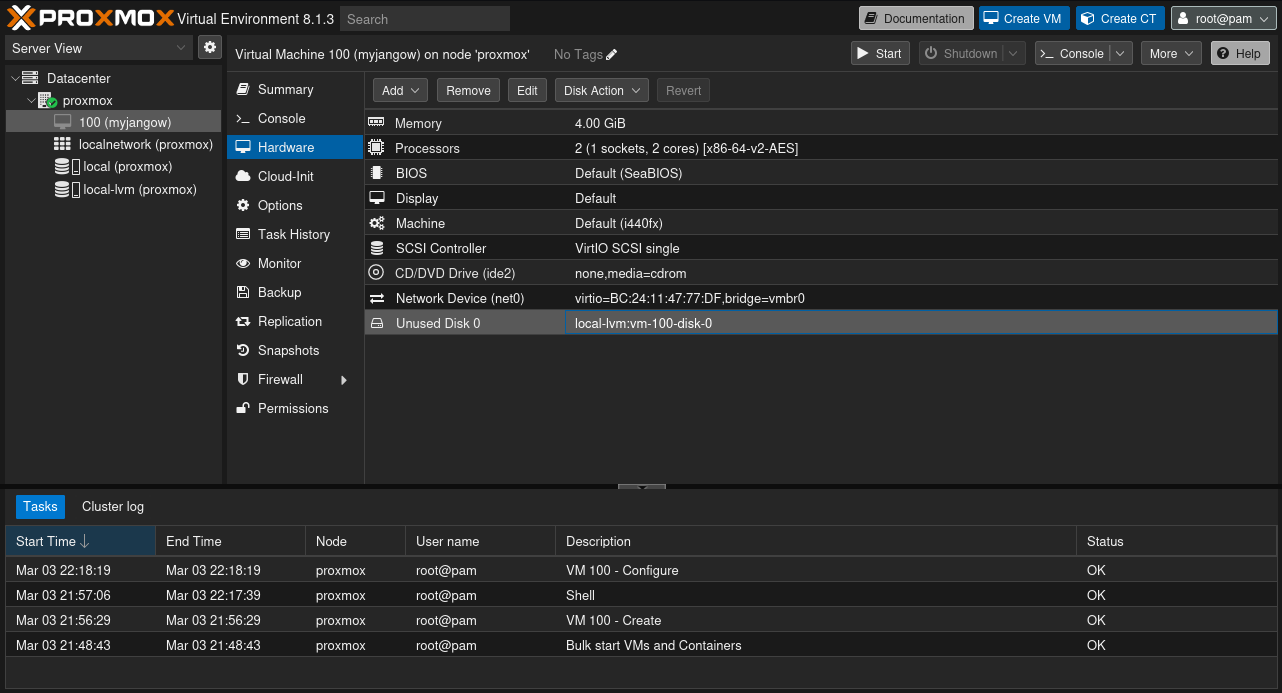 PROXMOX Virtual Environment 8.1.3 Search Documentation Create VM Create CT root@pam
Server View
Datacenter
proxmox
100 (myjangow)
localnetwork (proxmox)
local (proxmox)
local-lvm (proxmox)
Virtual Machine 100 (myjangow) on node 'proxmox' No Tags Start Shutdown Console More Help
Summary
Console
Hardware
Cloud-Init
Options
Task History
Monitor
Backup
Replication
Snapshots
Firewall
Permissions
Add Remove Edit Disk Action Revert
Memory 4.00 GiB
Processors 2 (1 sockets, 2 cores) [x86-64-v2-AES]
BIOS Default (SeaBIOS)
Display Default
Machine Default (i440fx)
SCSI Controller VirtIO SCSI single
CD/DVD Drive (ide2) none,media=cdrom
Network Device (net0) virtio=BC:24:11:47:77:DF,bridge=vmbr0
Unused Disk 0 local-lvm:vm-100-disk-0
Tasks Cluster log
Start Time End Time Node User name Description Status
Mar 03 22:18:19 Mar 03 22:18:19 proxmox root@pam VM 100 - Configure OK
Mar 03 21:57:06 Mar 03 22:17:39 proxmox root@pam Shell OK
Mar 03 21:56:29 Mar 03 21:56:29 proxmox root@pam VM 100 - Create OK
Mar 03 21:48:43 Mar 03 21:48:43 proxmox root@pam Bulk start VMs and Containers OK